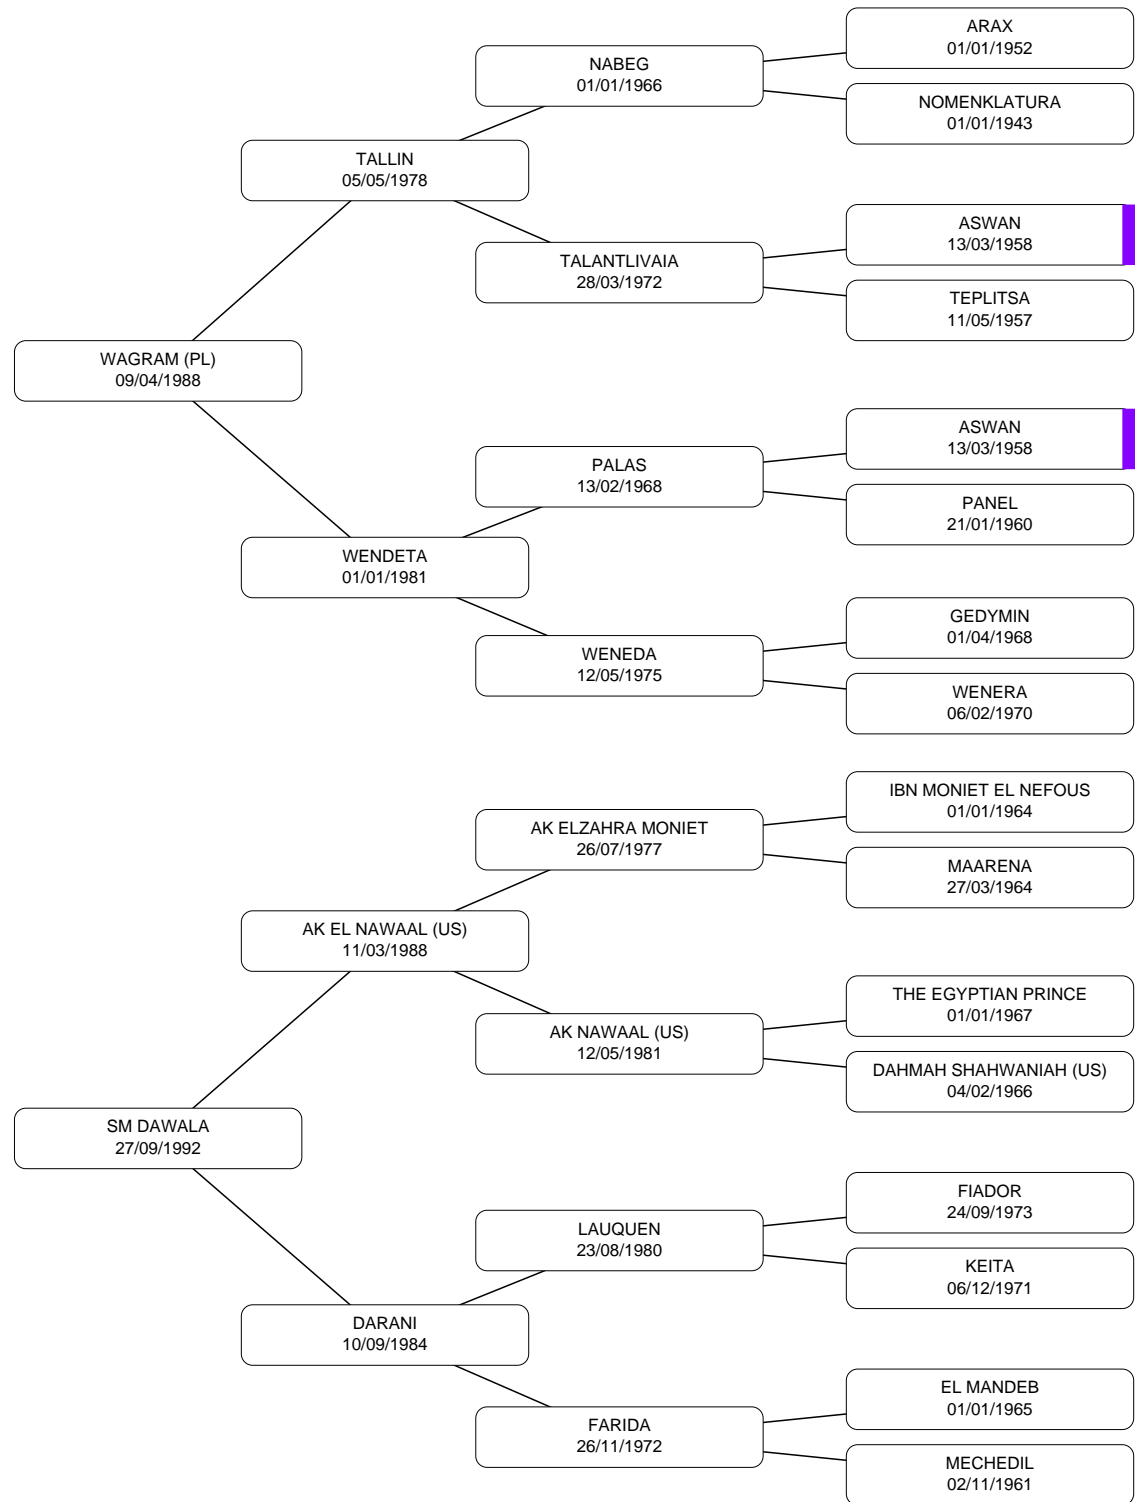 ARAX
01/01/1952
NABEG
01/01/1966
NOMENKLATURA
01/01/1943
TALLIN
05/05/1978
ASWAN
13/03/1958
TALANTLIVAIA
28/03/1972
TEPLITSA
11/05/1957
WAGRAM (PL)
09/04/1988
ASWAN
13/03/1958
PALAS
13/02/1968
PANEL
21/01/1960
WENDETA
01/01/1981
GEDYMIN
01/04/1968
WENEDA
12/05/1975
WENERA
06/02/1970
IBN MONIET EL NEFOUS
01/01/1964
AK ELZAHRA MONIET
26/07/1977
MAARENA
27/03/1964
AK EL NAWAAL (US)
11/03/1988
THE EGYPTIAN PRINCE
01/01/1967
AK NAWAAL (US)
12/05/1981
DAHMAH SHAHWANIAH (US)
04/02/1966
SM DAWALA
27/09/1992
FIADOR
24/09/1973
LAUQUEN
23/08/1980
KEITA
06/12/1971
DARANI
10/09/1984
EL MANDEB
01/01/1965
FARIDA
26/11/1972
MECHEDIL
02/11/1961